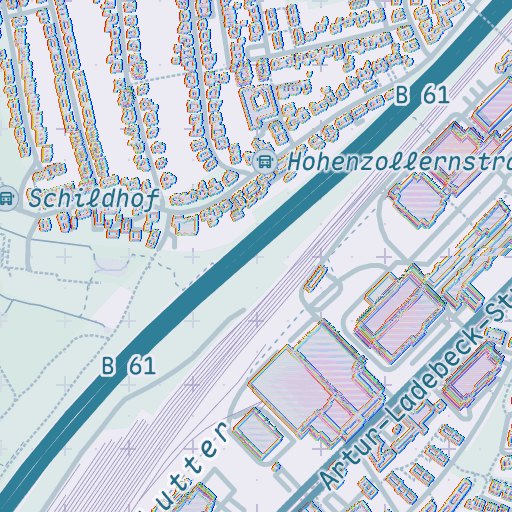 B 61
Hohenzollernstra
Schildhof
B 61
Artur-Ladebeck-St
utter